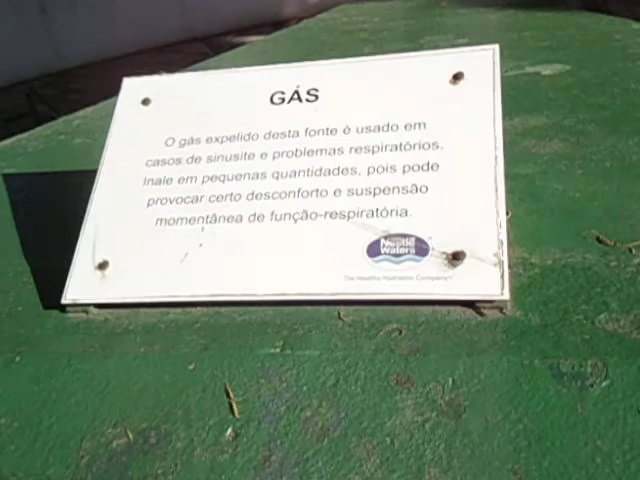 GÁS
O gás expelido desta fonte é usado em
casos de sinusite e problemas respiratórios.
Inale em pequenas quantidades, pois pode
provocar certo desconforto e suspensão
momentânea de função-respiratória.
Nestlé
Waters
The Healthy Hydration Company